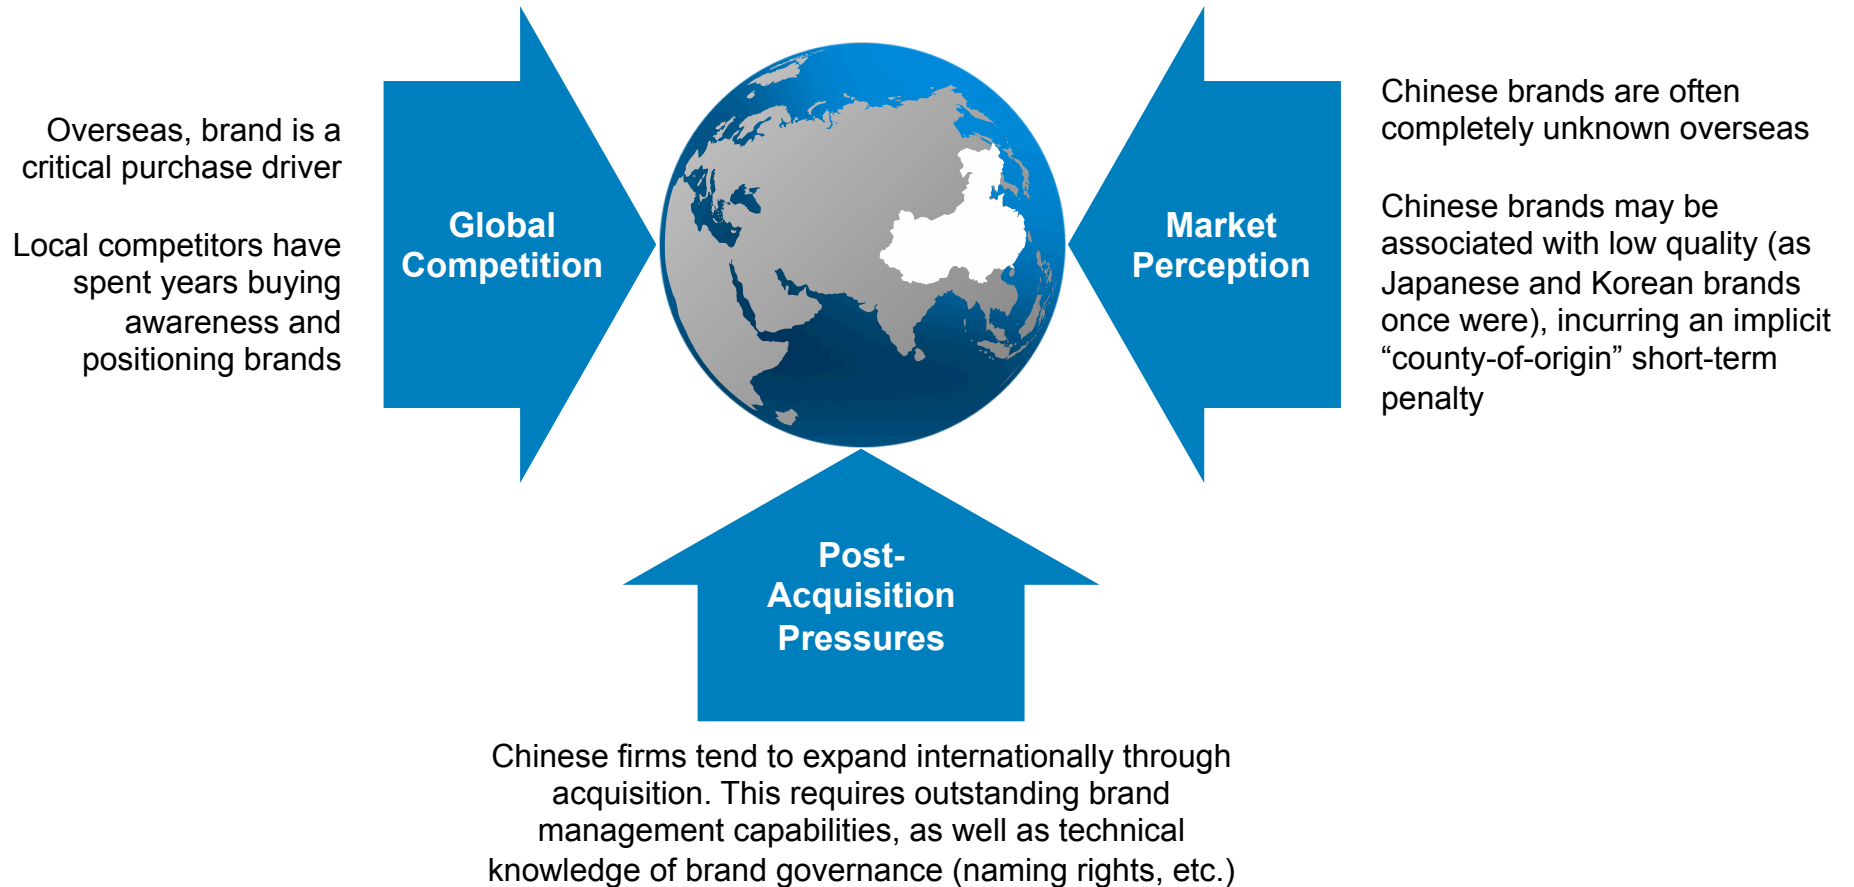 Overseas, brand is a
critical purchase driver
Local competitors have
spent years buying
awareness and
positioning brands
Global
Competition
Market
Perception
Chinese brands are often
completely unknown overseas
Chinese brands may be
associated with low quality (as
Japanese and Korean brands
once were), incurring an implicit
“county-of-origin” short-term
penalty
Post-
Acquisition
Pressures
Chinese firms tend to expand internationally through
acquisition. This requires outstanding brand
management capabilities, as well as technical
knowledge of brand governance (naming rights, etc.)